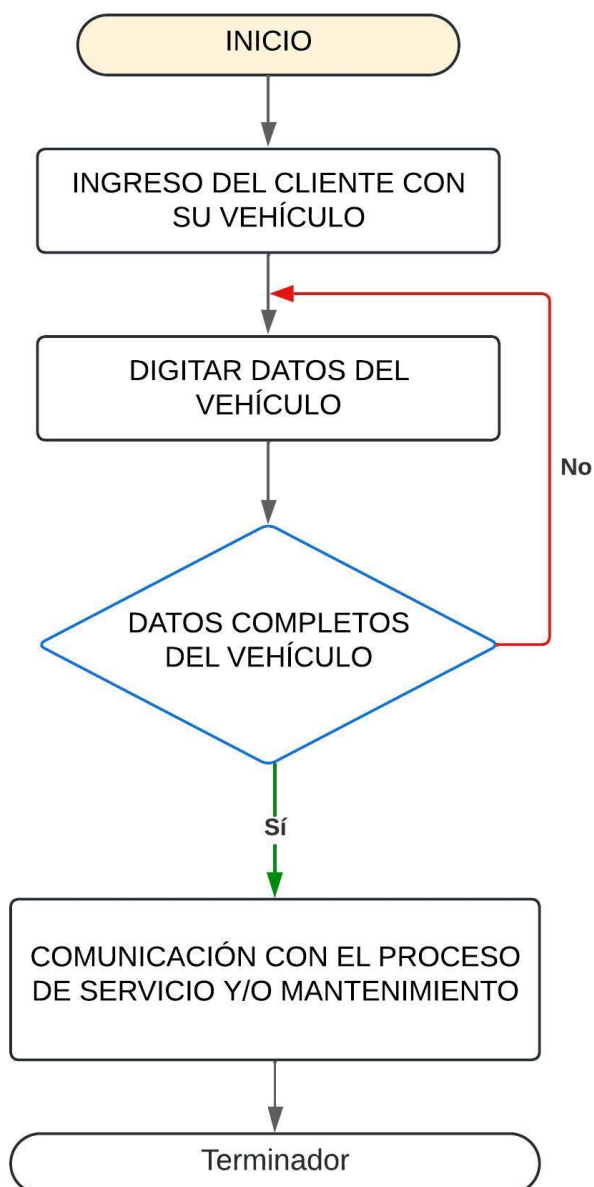 INICIO
INGRESO DEL CLIENTE CON
SU VEHÍCULO
DIGITAR DATOS DEL
VEHÍCULO
No
DATOS COMPLETOS
DEL VEHÍCULO
Sí
COMUNICACIÓN CON EL PROCESO
DE SERVICIO Y/O MANTENIMIENTO
Terminador